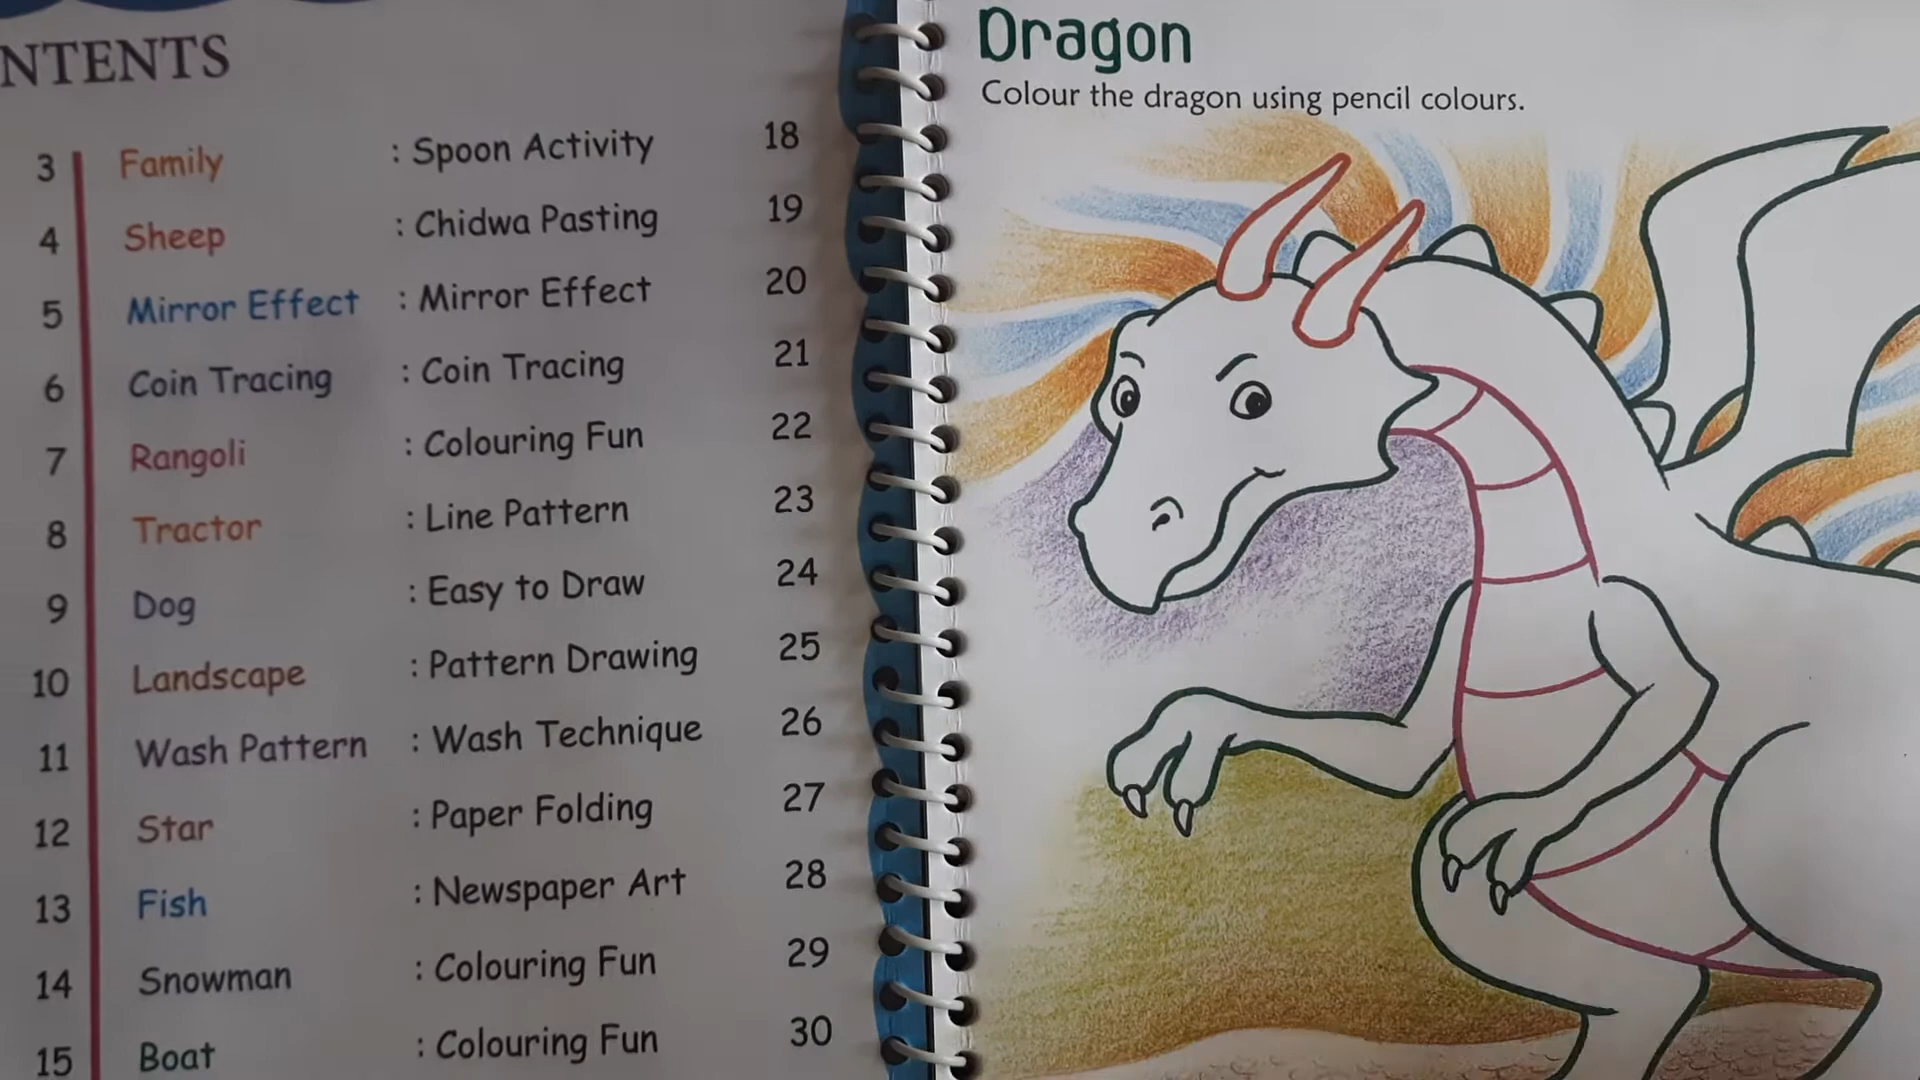 NTENTS
3 Family : Spoon Activity 18
4 Sheep : Chidwa Pasting 19
5 Mirror Effect : Mirror Effect 20
6 Coin Tracing : Coin Tracing 21
7 Rangoli : Colouring Fun 22
8 Tractor : Line Pattern 23
9 Dog : Easy to Draw 24
10 Landscape : Pattern Drawing 25
11 Wash Pattern : Wash Technique 26
12 Star : Paper Folding 27
13 Fish : Newspaper Art 28
14 Snowman : Colouring Fun 29
15 Boat : Colouring Fun 30
Dragon
Colour the dragon using pencil colours.